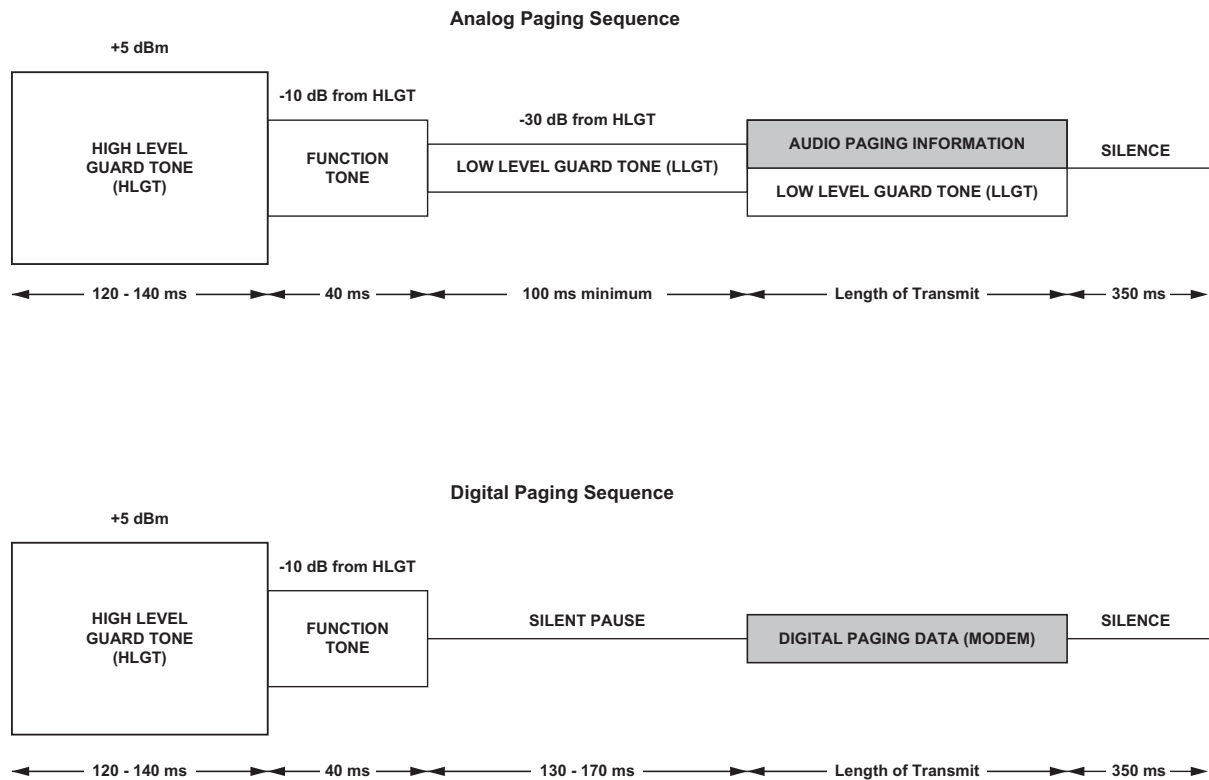 Analog Paging Sequence
+5 dBm
-10 dB from HLGT
-30 dB from HLGT
HIGH LEVEL
GUARD TONE
(HLGT)
FUNCTION
TONE
LOW LEVEL GUARD TONE (LLGT)
AUDIO PAGING INFORMATION
LOW LEVEL GUARD TONE (LLGT)
SILENCE
120 - 140 ms
40 ms
100 ms minimum
Length of Transmit
350 ms
Digital Paging Sequence
+5 dBm
-10 dB from HLGT
HIGH LEVEL
GUARD TONE
(HLGT)
FUNCTION
TONE
SILENT PAUSE
DIGITAL PAGING DATA (MODEM)
SILENCE
120 - 140 ms
40 ms
130 - 170 ms
Length of Transmit
350 ms